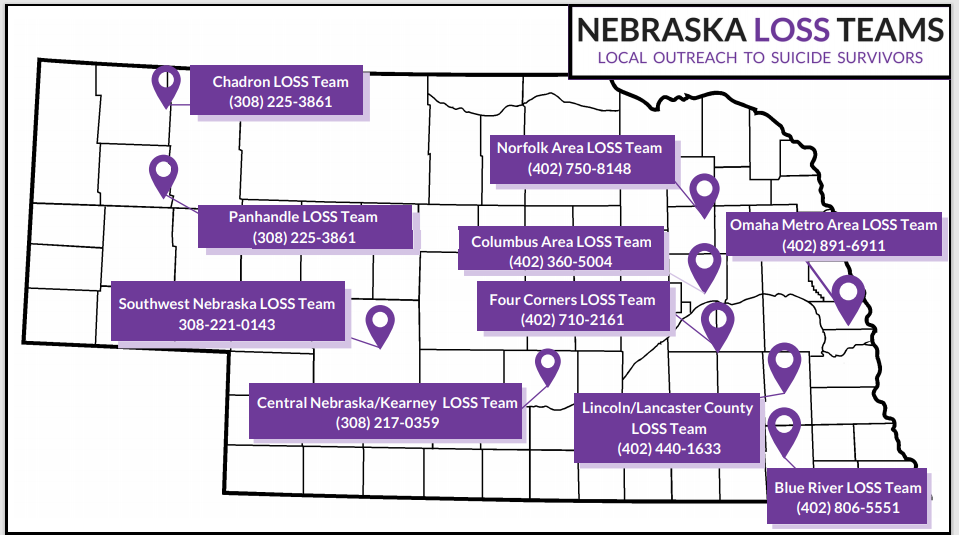 NEBRASKA LOSS TEAMS
LOCAL OUTREACH TO SUICIDE SURVIVORS
Chadron LOSS Team
(308) 225-3861
Norfolk Area LOSS Team
(402) 750-8148
Panhandle LOSS Team
(308) 225-3861
Omaha Metro Area LOSS Team
(402) 891-6911
Columbus Area LOSS Team
(402) 360-5004
Southwest Nebraska LOSS Team
308-221-0143
Four Corners LOSS Team
(402) 710-2161
Central Nebraska/Kearney LOSS Team
(308) 217-0359
Lincoln/Lancaster County
LOSS Team
(402) 440-1633
Blue River LOSS Team
(402) 806-5551